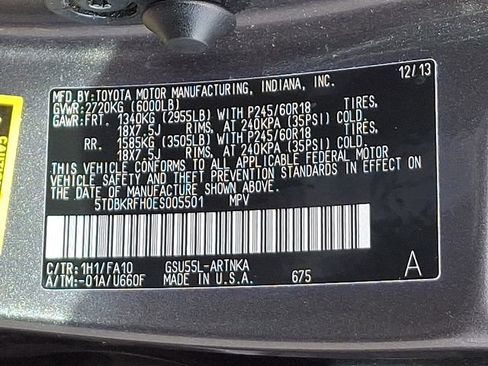 MFD.BY:TOYOTA MOTOR MANUFACTURING, INDIANA, INC. 12/13
GVWR:2720KG (6000LB)
GAWR: FRT. 1340KG (2955LB) WITH P245/60R18 TIRES,
18X7.5J RIMS, AT 240KPA (35PSI) COLD.
RR. 1585KG (3505LB) WITH P245/60R18 TIRES,
18X7.5J RIMS, AT 240KPA (35PSI) COLD.
THIS VEHICLE CONFORMS TO ALL APPLICABLE FEDERAL MOTOR
VEHICLE SAFETY AND THEFT PREVENTION STANDARDS IN EFFECT ON
THE DATE OF MANUFACTURE SHOWN ABOVE.
5TDBKRFH0ES005501 MPV
C/TR:1H1/FA10 GSU55L-ARTNKA
A/TM:-01A/U660F MADE IN U.S.A. 675 A